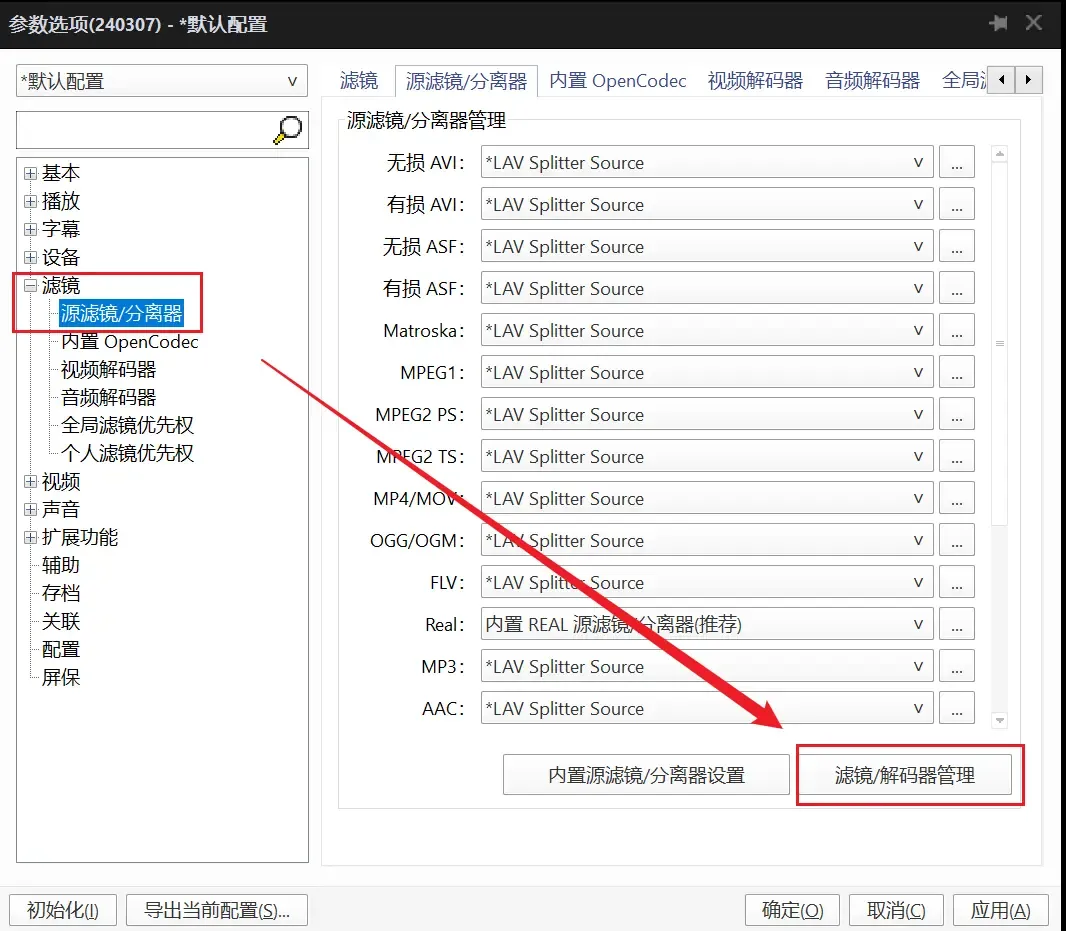 参数选项(240307) - *默认配置
*默认配置
基本
播放
字幕
设备
滤镜
源滤镜/分离器
内置 OpenCodec
视频解码器
音频解码器
全局滤镜优先权
个人滤镜优先权
视频
声音
扩展功能
辅助
存档
关联
配置
屏保
滤镜 源滤镜/分离器 内置 OpenCodec 视频解码器 音频解码器 全局
源滤镜/分离器管理
无损 AVI: *LAV Splitter Source ...
有损 AVI: *LAV Splitter Source ...
无损 ASF: *LAV Splitter Source ...
有损 ASF: *LAV Splitter Source ...
Matroska: *LAV Splitter Source ...
MPEG1: *LAV Splitter Source ...
MPEG2 PS: *LAV Splitter Source ...
MPEG2 TS: *LAV Splitter Source ...
MP4/MOV: *LAV Splitter Source ...
OGG/OGM: *LAV Splitter Source ...
FLV: *LAV Splitter Source ...
Real: 内置 REAL 源滤镜/分离器(推荐) ...
MP3: *LAV Splitter Source ...
AAC: *LAV Splitter Source ...
内置源滤镜/分离器设置 滤镜/解码器管理
初始化(I) 导出当前配置(S)... 确定(O) 取消(C) 应用(A)